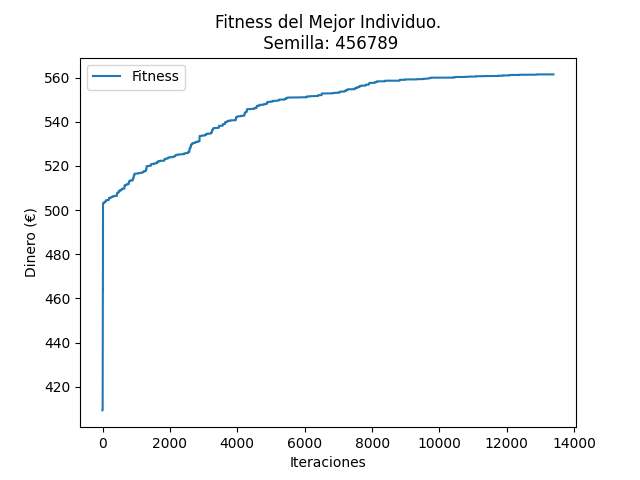 Fitness del Mejor Individuo.
Semilla: 456789
Fitness
560
540
520
500
480
460
440
420
Dinero (€)
0 2000 4000 6000 8000 10000 12000 14000
Iteraciones